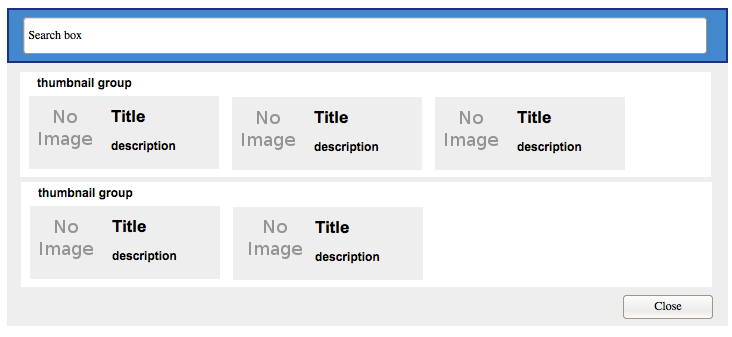 Search box
thumbnail group
No Image
Title
description
No Image
Title
description
No Image
Title
description
thumbnail group
No Image
Title
description
No Image
Title
description
Close